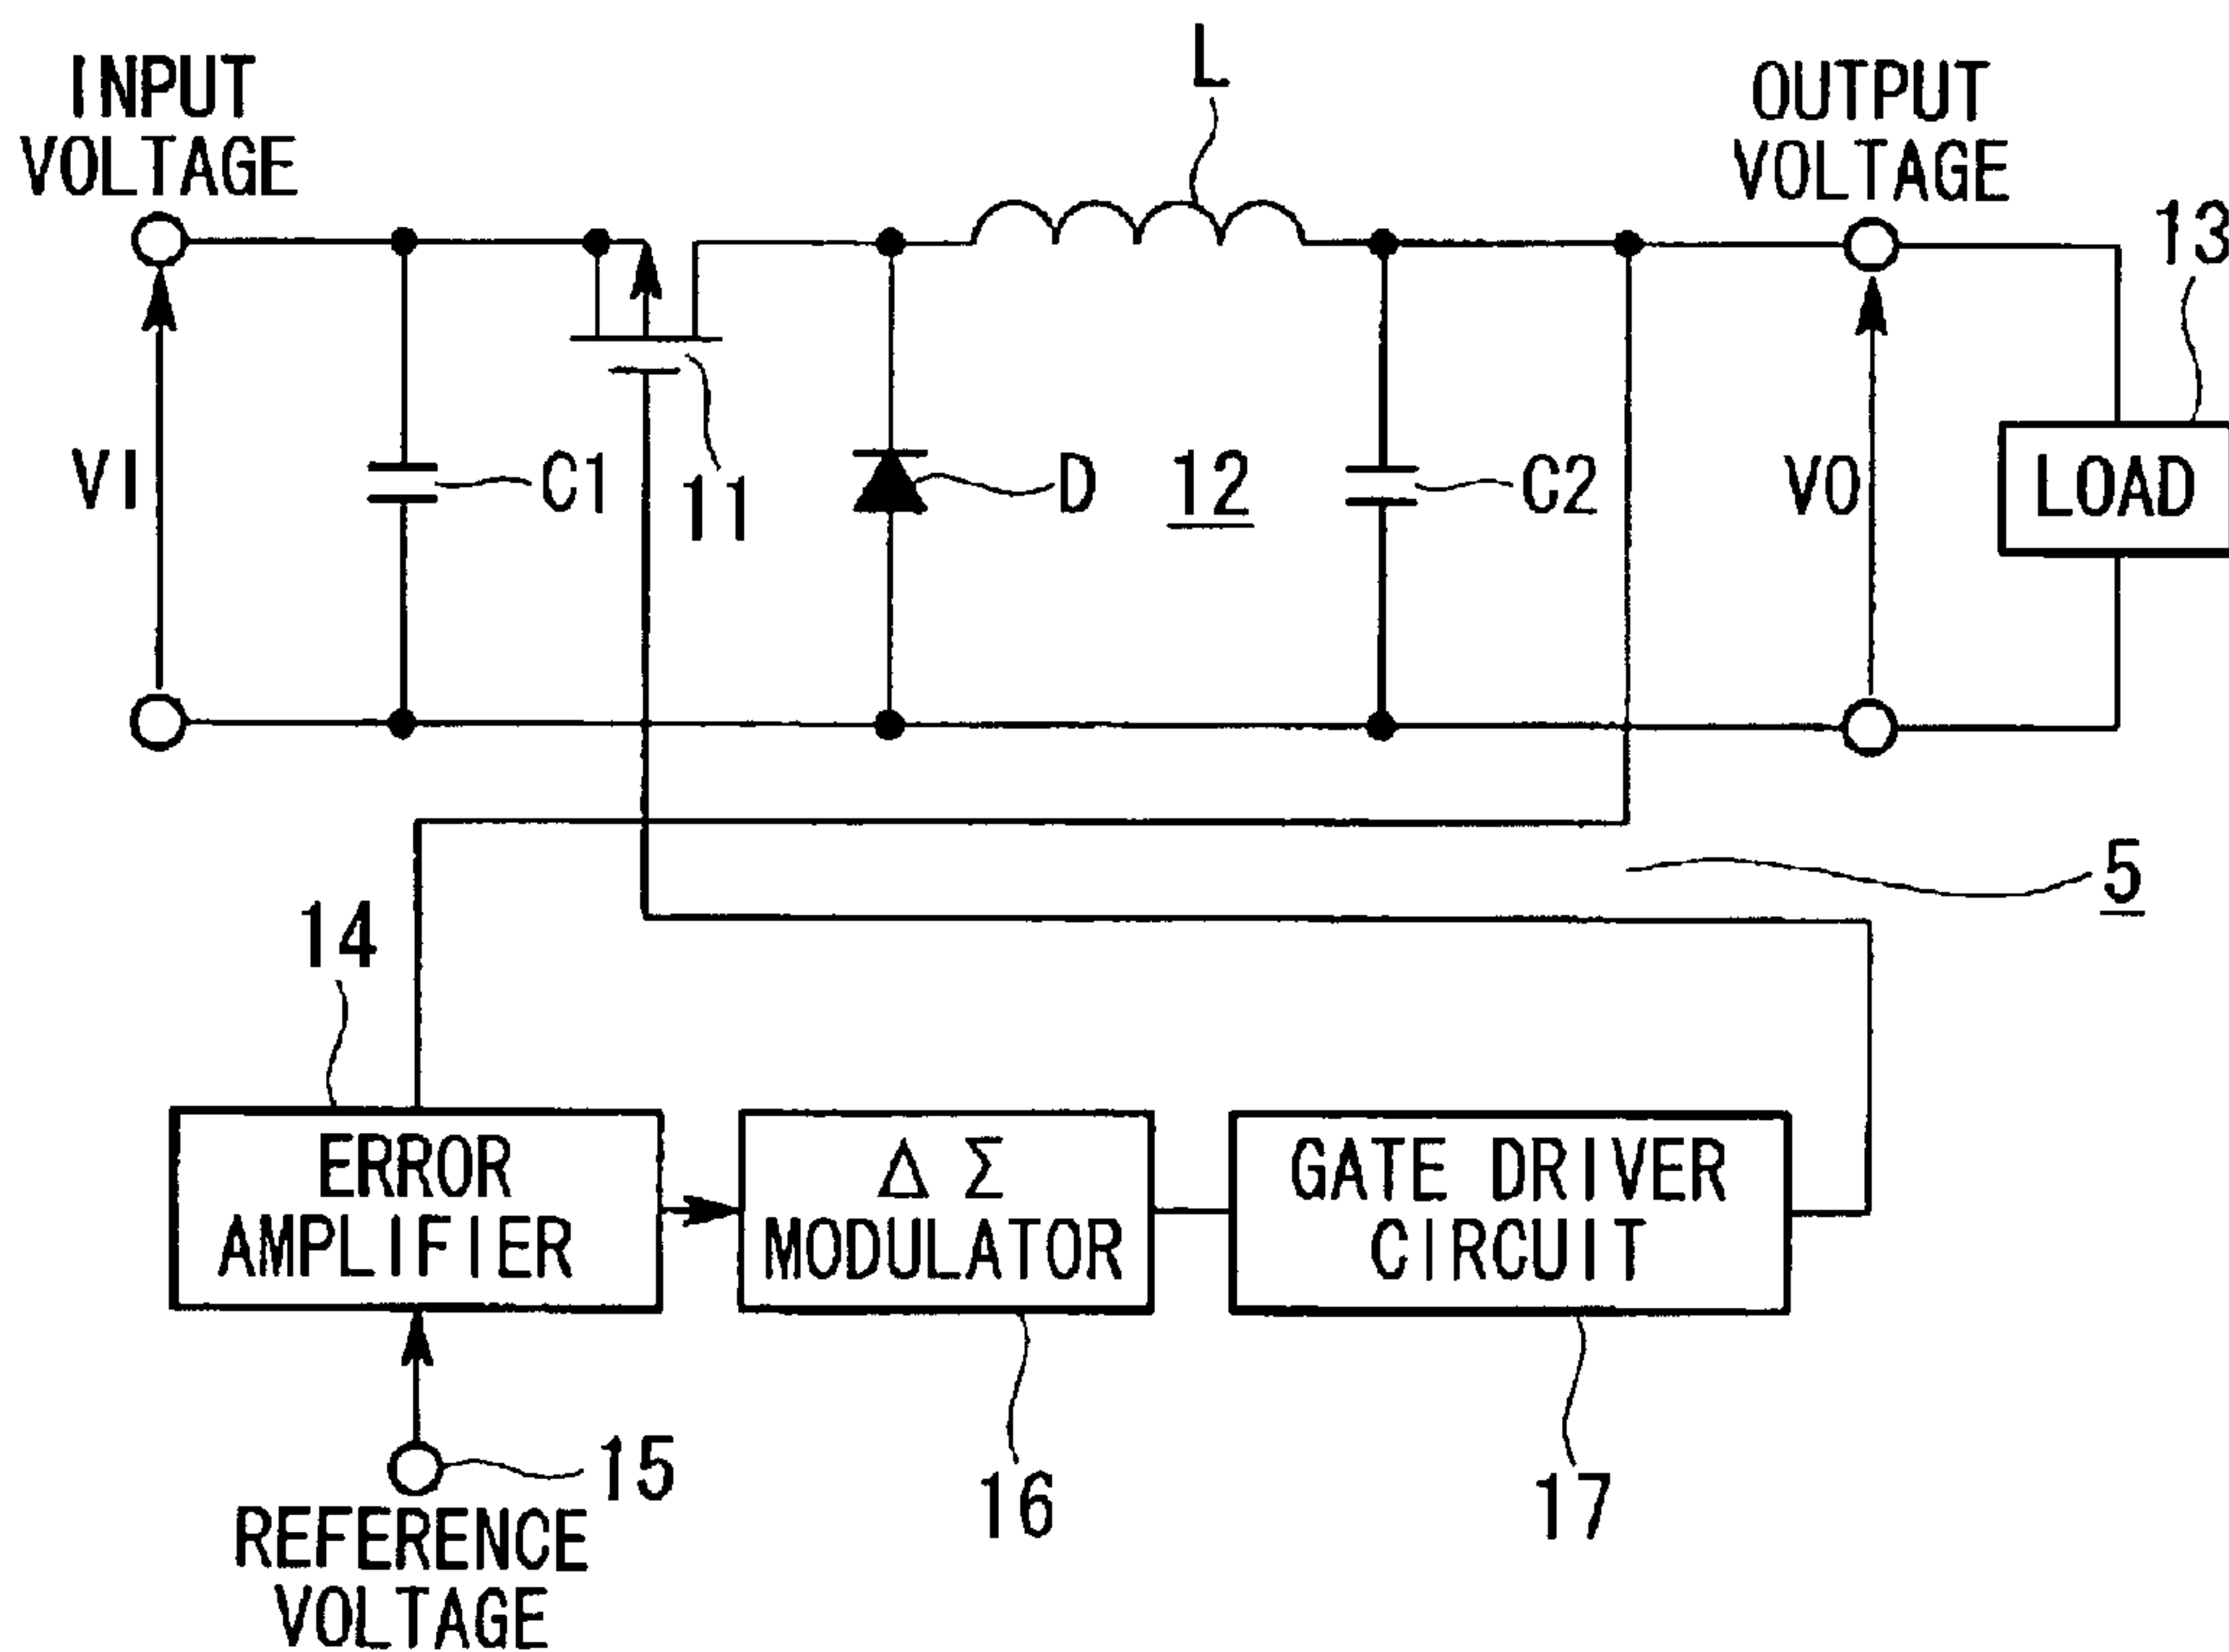 L
INPUT
VOLTAGE
OUTPUT
VOLTAGE
13
VI
C1
11
D
12
C2
VO
LOAD
5
14
ERROR
AMPLIFIER
ΔΣ
MODULATOR
GATE DRIVER
CIRCUIT
15
16
17
REFERENCE
VOLTAGE